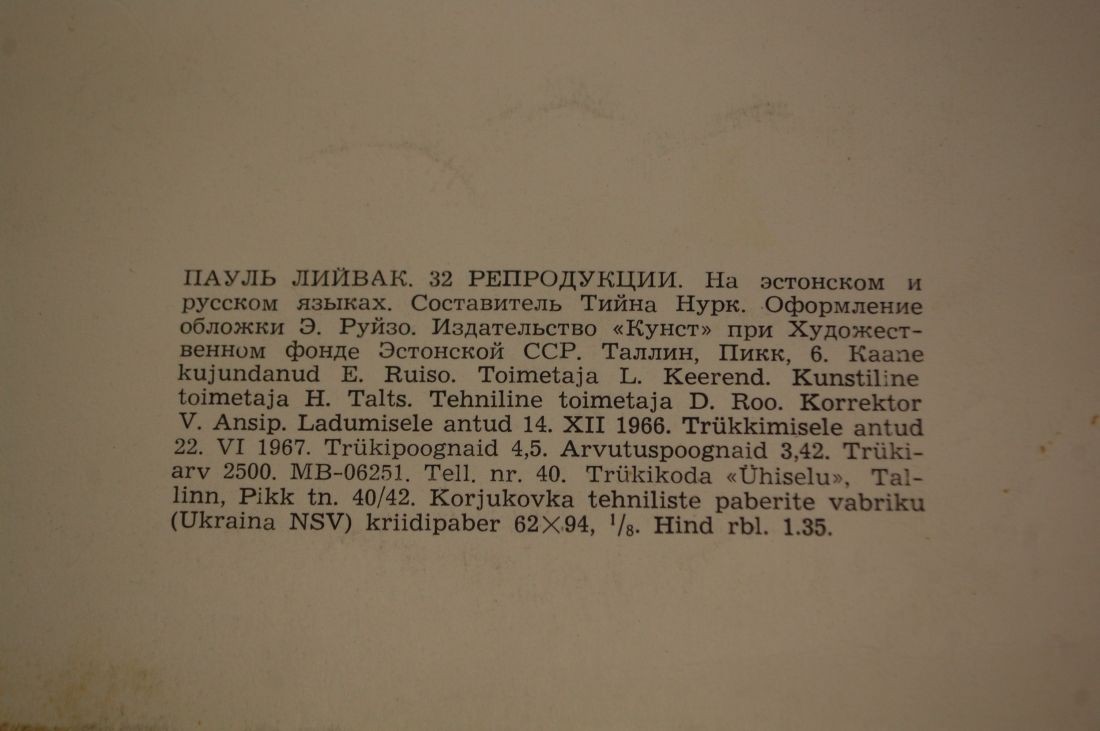 ПАУЛЬ ЛИЙВАК. 32 РЕПРОДУКЦИИ. На эстонском и
русском языках. Составитель Тийна Нурк. Оформление
обложки Э. Руйзо. Издательство «Кунст» при Художест-
венном фонде Эстонской ССР. Таллин, Пикк, 6. Kaane
kujundanud E. Ruiso. Toimetaja L. Keerend. Kunstiline
toimetaja H. Talts. Tehniline toimetaja D. Roo. Korrektor
V. Ansip. Ladumisele antud 14. XII 1966. Trükkimisele antud
22. VI 1967. Trükipoognaid 4,5. Arvutuspoognaid 3,42. Trüki-
arv 2500. MB-06251. Tell. nr. 40. Trükikoda «Ühiselu», Tal-
linn, Pikk tn. 40/42. Korjukovka tehniliste paberite vabriku
(Ukraina NSV) kriidipaber 62×94, ¹/₈. Hind rbl. 1.35.